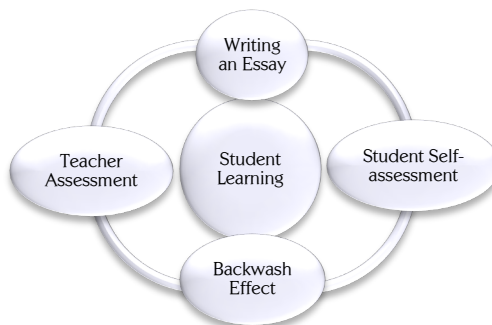 Writing
an Essay
Teacher
Assessment
Student
Learning
Student Self-
assessment
Backwash
Effect